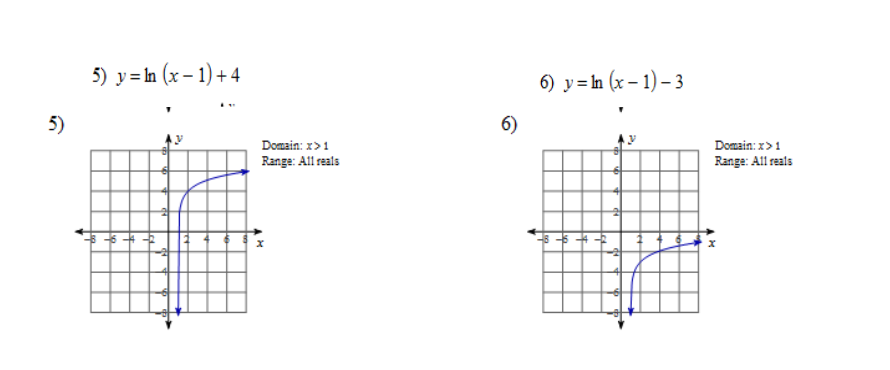 5) y = ln (x − 1) + 4
6) y = ln (x − 1) − 3
5)
y
8
6
4
2
−8 −6 −4 −2 2 4 6 8 x
−2
−4
−6
−8
Domain: x > 1
Range: All reals
6)
y
8
6
4
2
−8 −6 −4 −2 2 4 6 8 x
−2
−4
−6
−8
Domain: x > 1
Range: All reals